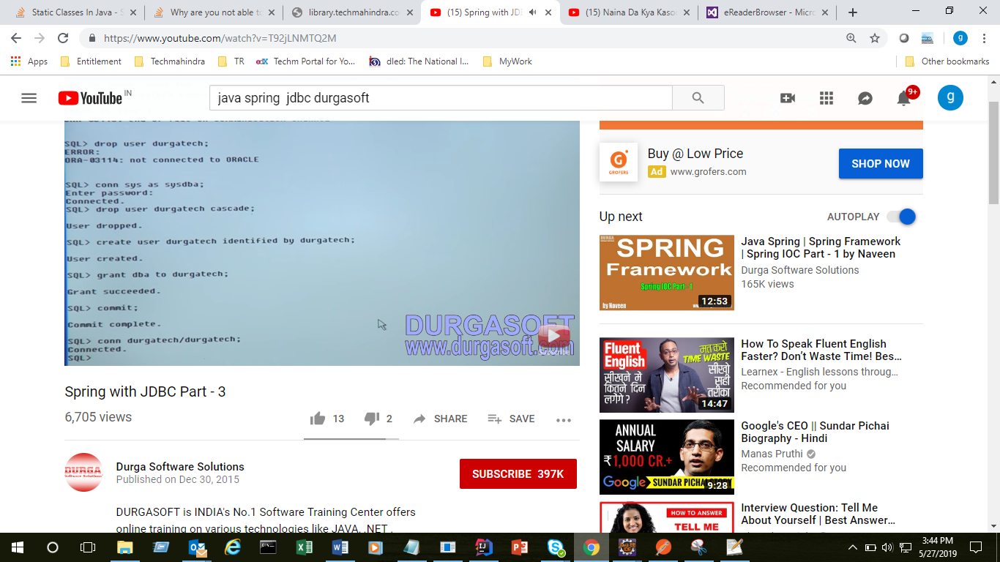 Static Classes In Java - S
Why are you not able to
library.techmahindra.co
(15) Spring with JD
(15) Naina Da Kya Kaso
eReaderBrowser - Micr
https://www.youtube.com/watch?v=T92jLNMTQ2M
g
Apps
Entitlement
Techmahindra
TR
edX
Techm Portal for Yo...
dled: The National I...
MyWork
Other bookmarks
YouTube IN
java spring  jdbc durgasoft
9+
g
SQL> drop user durgatech;
ERROR:
ORA-03114: not connected to ORACLE
SQL> conn sys as sysdba;
Enter password:
Connected.
SQL> drop user durgatech cascade;
User dropped.
SQL> create user durgatech identified by durgatech;
User created.
SQL> grant dba to durgatech;
Grant succeeded.
SQL> commit;
Commit complete.
SQL> conn durgatech/durgatech;
Connected.
SQL>
DURGASOFT
www.durgasoft.com
Spring with JDBC Part - 3
6,705 views
13
2
SHARE
SAVE
DURGA
Software Solutions
Durga Software Solutions
Published on Dec 30, 2015
SUBSCRIBE 397K
DURGASOFT is INDIA's No.1 Software Training Center offers
online training on various technologies like JAVA, .NET ,
G
GROFERS
Buy @ Low Price
Ad www.grofers.com
SHOP NOW
Up next
AUTOPLAY
DURGA
SPRING
Framework
Spring IOC Part - 1
by Naveen
12:53
Java Spring | Spring Framework
| Spring IOC Part - 1 by Naveen
Durga Software Solutions
165K views
Fluent
English
सीखने में
कितने दिन
लगेंगे ?
मत करो
TIME WASTE
सीखो
सही
तरीका
14:47
How To Speak Fluent English
Faster? Don't Waste Time! Bes...
Learnex - English lessons throug...
Recommended for you
ANNUAL
SALARY
₹1,000 CR.+
Google
SUNDAR PICHAI STORY
9:28
Google's CEO || Sundar Pichai
Biography - Hindi
Manas Pruthi
Recommended for you
HOW TO ANSWER
TELL ME
Interview Question: Tell Me
About Yourself | Best Answer...
3:44 PM
5/27/2019